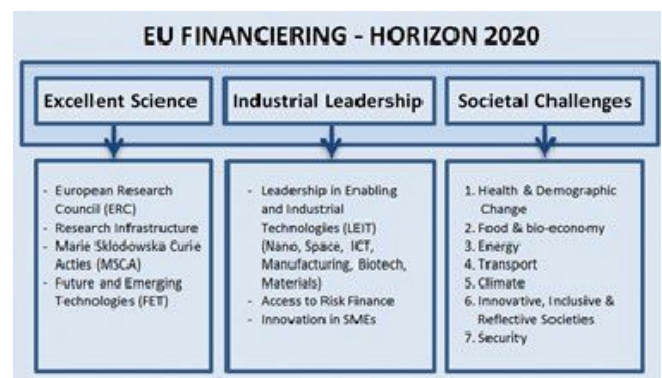 EU FINANCIERING - HORIZON 2020
Excellent Science
Industrial Leadership
Societal Challenges
- European Research
Council (ERC)
- Research Infrastructure
- Marie Sklodowska Curie
Acties (MSCA)
- Future and Emerging
Technologies (FET)
- Leadership in Enabling
and Industrial
Technologies (LEIT)
(Nano, Space, ICT,
Manufacturing, Biotech,
Materials)
- Access to Risk Finance
- Innovation in SMEs
1. Health & Demographic
Change
2. Food & bio-economy
3. Energy
4. Transport
5. Climate
6. Innovative, Inclusive &
Reflective Societies
7. Security